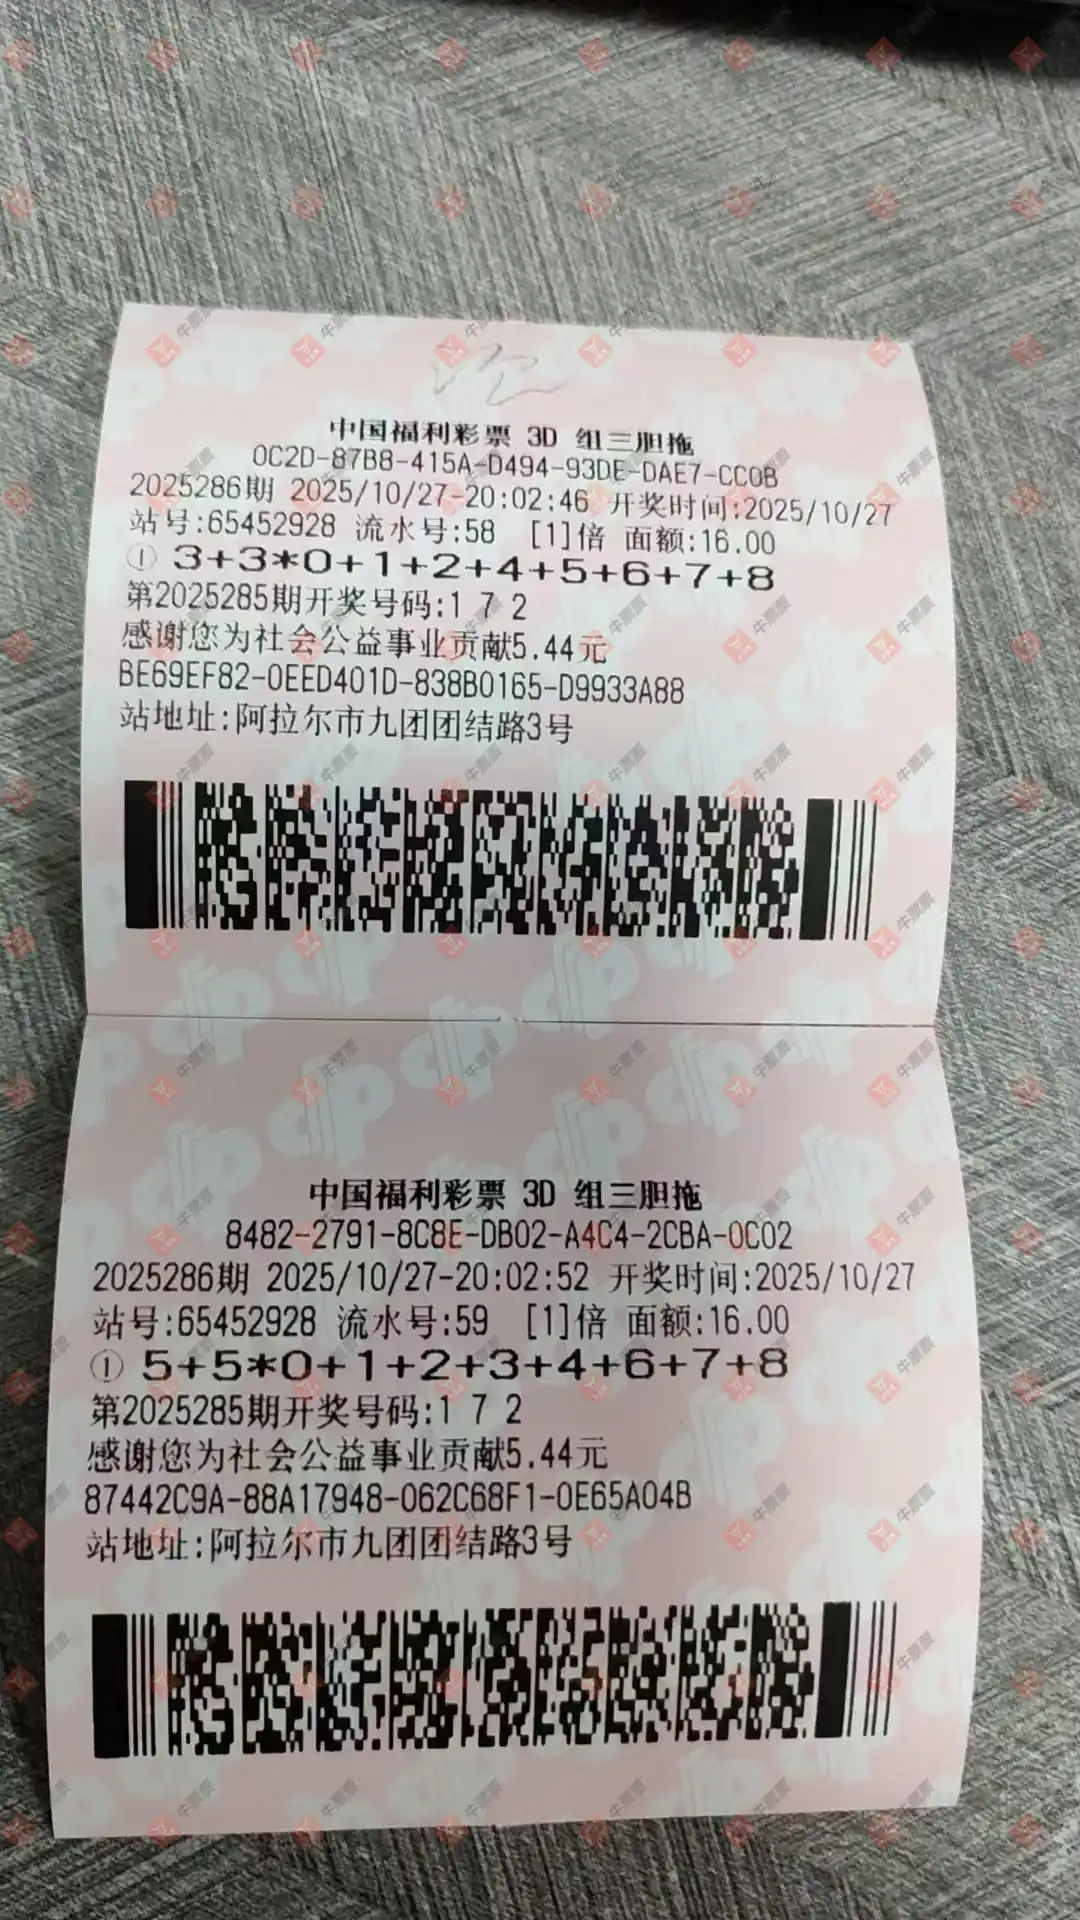 中国福利彩票 3D 组三胆拖
0C2D-87B8-415A-D494-93DE-DAE7-CC0B
2025286期 2025/10/27-20:02:46 开奖时间:2025/10/27
站号:65452928 流水号:58 [1]倍 面额:16.00
① 3+3*0+1+2+4+5+6+7+8
第2025285期开奖号码:1 7 2
感谢您为社会公益事业贡献5.44元
BE69EF82-0EED401D-838B0165-D9933A88
站地址:阿拉尔市九团团结路3号
中国福利彩票 3D 组三胆拖
8482-2791-8C8E-DB02-A4C4-2CBA-0C02
2025286期 2025/10/27-20:02:52 开奖时间:2025/10/27
站号:65452928 流水号:59 [1]倍 面额:16.00
① 5+5*0+1+2+3+4+6+7+8
第2025285期开奖号码:1 7 2
感谢您为社会公益事业贡献5.44元
87442C9A-88A17948-062C68F1-0E65A04B
站地址:阿拉尔市九团团结路3号
牛票票